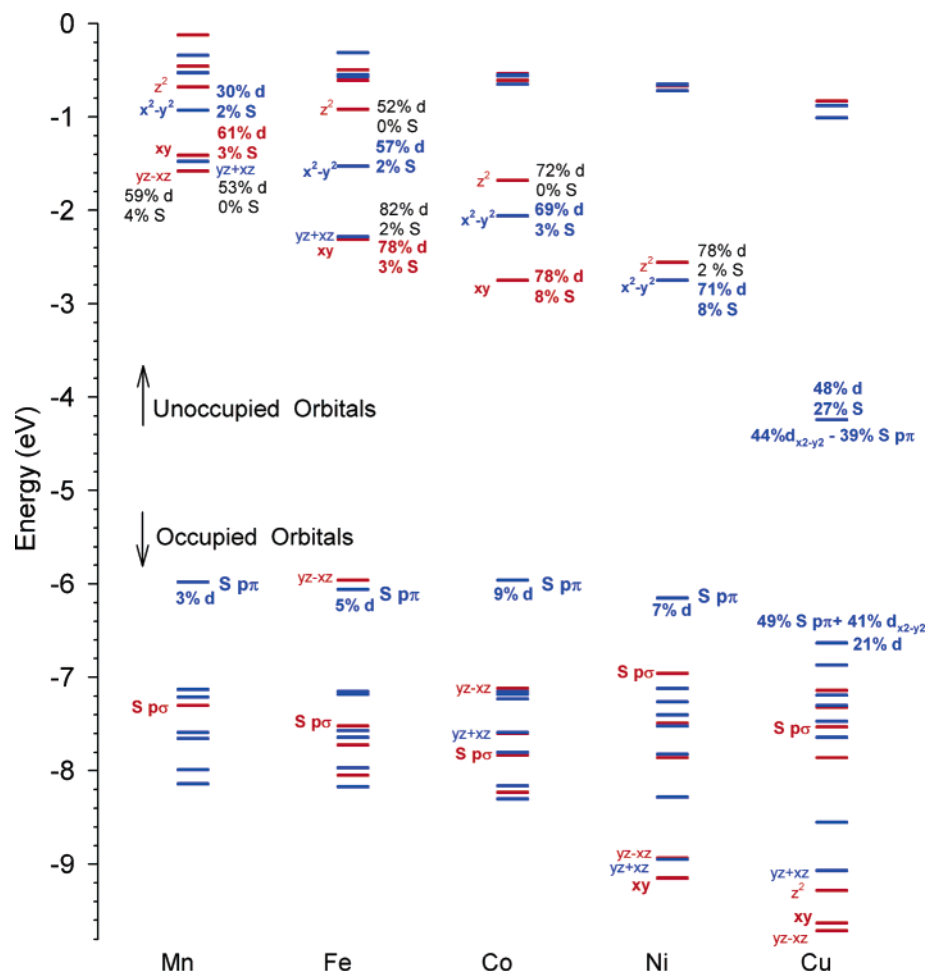 0
-1
-2
-3
-4
-5
-6
-7
-8
-9
Energy (eV)
z²
30% d
x²-y²
2% S
61% d
xy
3% S
yz-xz
yz+xz
59% d
53% d
4% S
0% S
52% d
z²
0% S
57% d
x²-y²
2% S
82% d
yz+xz
2% S
xy
78% d
3% S
72% d
z²
0% S
x²-y²
69% d
3% S
xy
78% d
8% S
78% d
z²
2 % S
x²-y²
71% d
8% S
48% d
27% S
44%dx2-y2 - 39% S pπ
Unoccupied Orbitals
Occupied Orbitals
S pπ
3% d
S pσ
yz-xz
S pπ
5% d
S pσ
S pπ
9% d
yz-xz
yz+xz
S pσ
S pπ
7% d
S pσ
yz-xz
yz+xz
xy
49% S pπ+ 41% dx2-y2
21% d
S pσ
yz+xz
z²
xy
yz-xz
Mn Fe Co Ni Cu